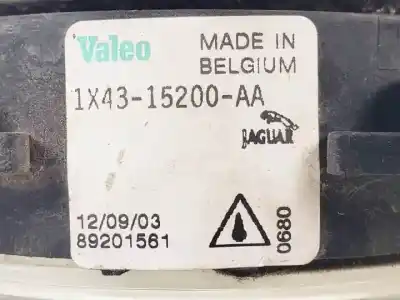 Valeo
MADE IN
BELGIUM
1X43-15200-AA
JAGUAR
12/09/03
89201561
0680